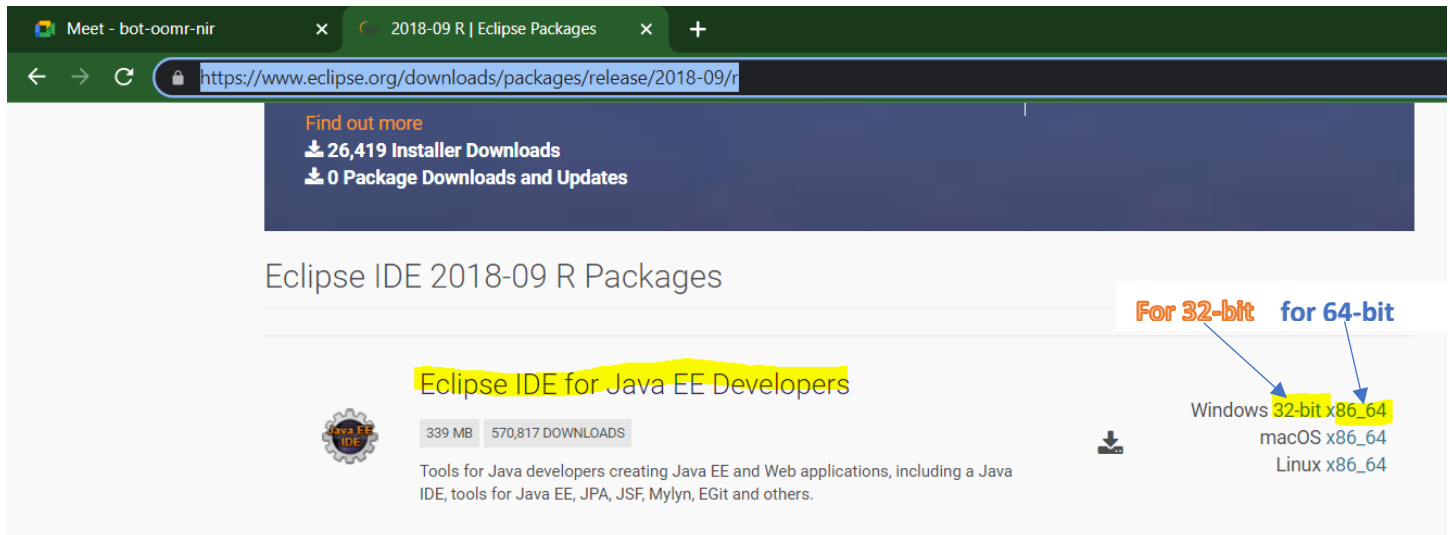 Meet - bot-oomr-nir
2018-09 R | Eclipse Packages
https://www.eclipse.org/downloads/packages/release/2018-09/r
Find out more
26,419 Installer Downloads
0 Package Downloads and Updates
Eclipse IDE 2018-09 R Packages
For 32-bit for 64-bit
Eclipse IDE for Java EE Developers
Java EE
IDE
339 MB 570,817 DOWNLOADS
Tools for Java developers creating Java EE and Web applications, including a Java
IDE, tools for Java EE, JPA, JSF, Mylyn, EGit and others.
Windows 32-bit x86_64
macOS x86_64
Linux x86_64